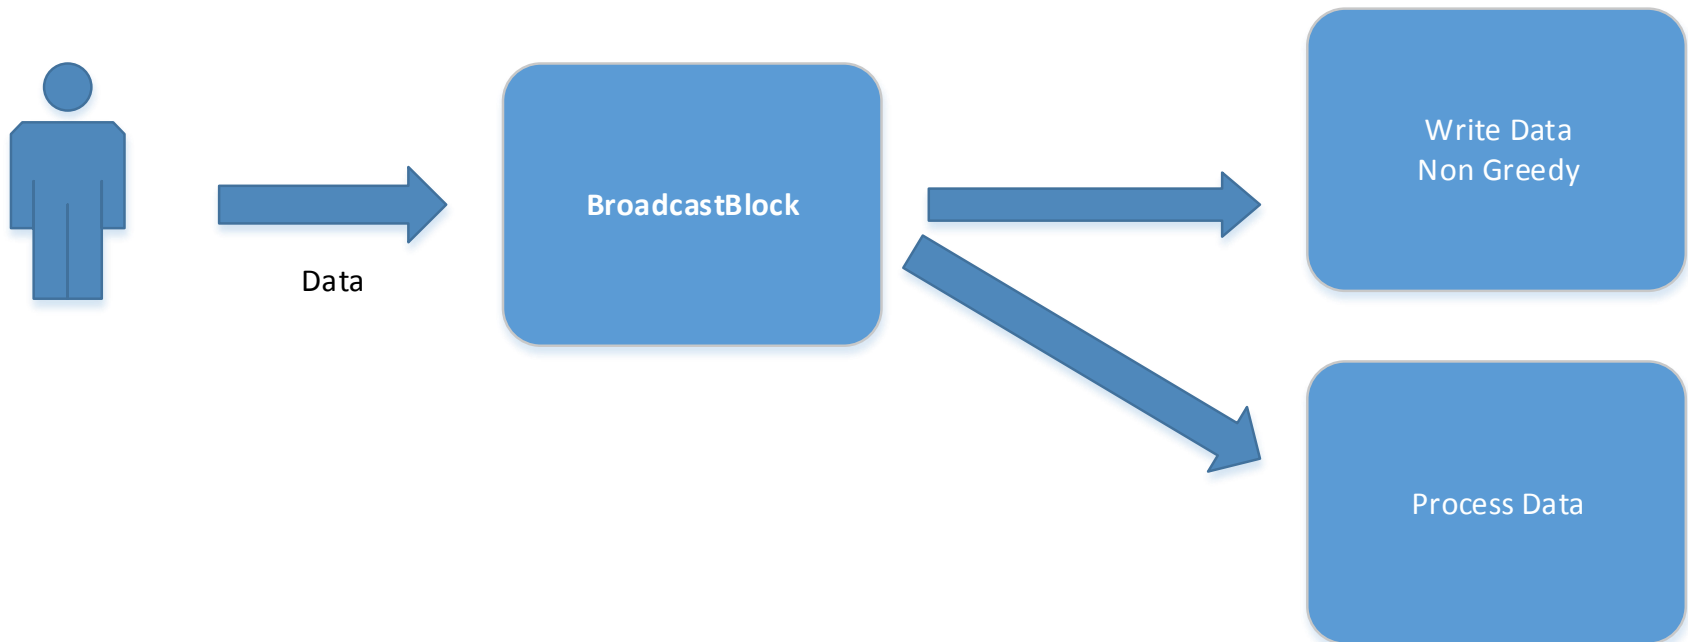 Data
BroadcastBlock
Write Data
Non Greedy
Process Data